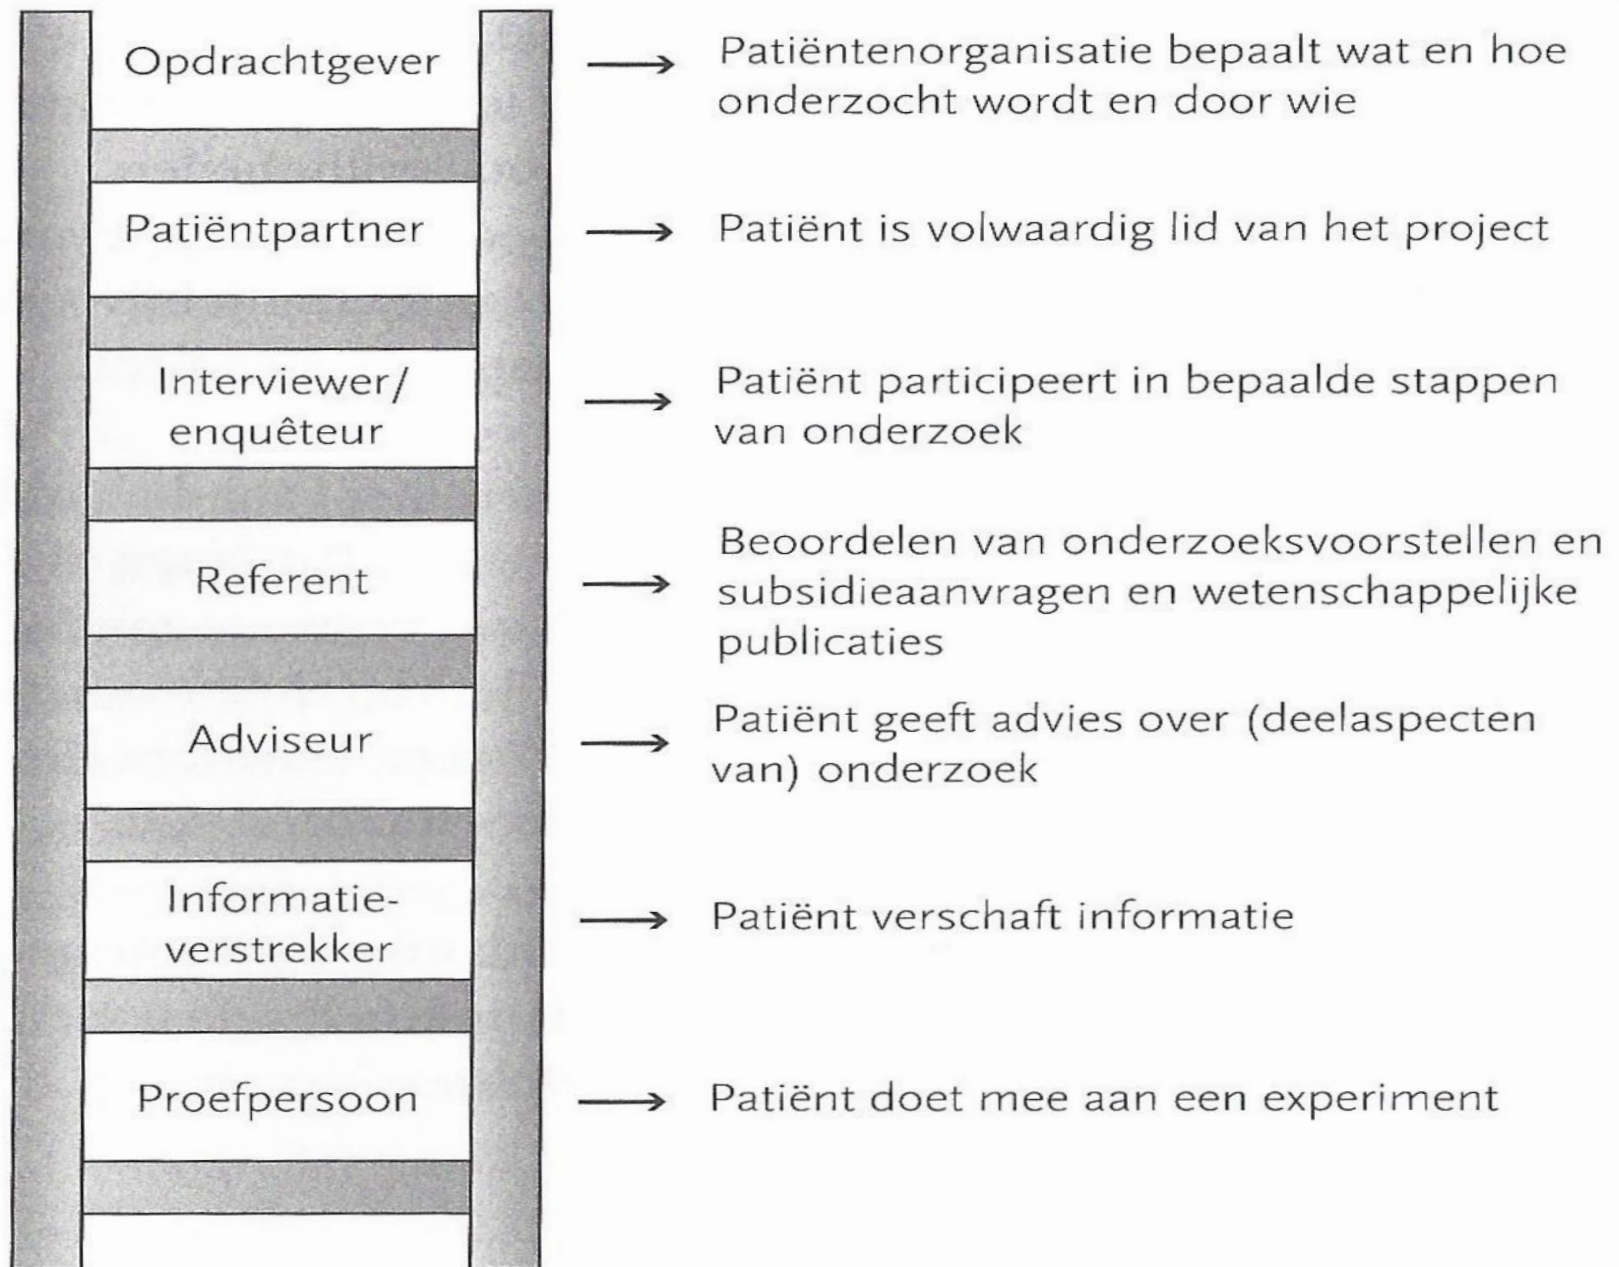 Opdrachtgever
Patiëntenorganisatie bepaalt wat en hoe
onderzocht wordt en door wie
Patiëntpartner
Patiënt is volwaardig lid van het project
Interviewer/
enquêteur
Patiënt participeert in bepaalde stappen
van onderzoek
Referent
Beoordelen van onderzoeksvoorstellen en
subsidieaanvragen en wetenschappelijke
publicaties
Adviseur
Patiënt geeft advies over (deelaspecten
van) onderzoek
Informatie-
verstrekker
Patiënt verschaft informatie
Proefpersoon
Patiënt doet mee aan een experiment